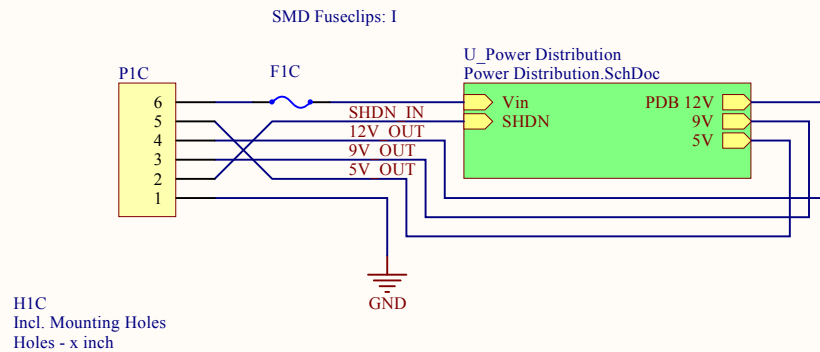 SMD Fuseclips: I
U_Power Distribution
Power Distribution.SchDoc
P1C
F1C
6
5
4
3
2
1
SHDN_IN
12V_OUT
9V_OUT
5V_OUT
Vin
SHDN
PDB 12V
9V
5V
GND
H1C
Incl. Mounting Holes
Holes - x inch